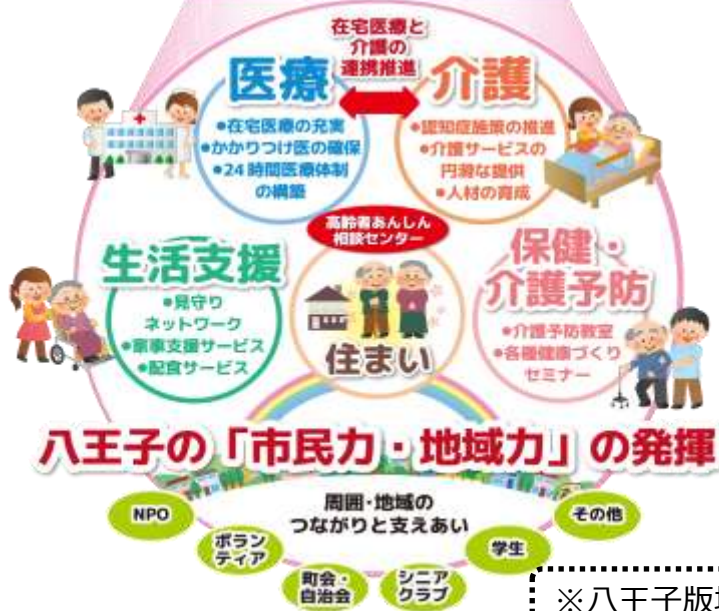 在宅医療と
介護の
連携推進
医療
●在宅医療の充実
●かかりつけ医の確保
●24時間医療体制
の構築
介護
●認知症施策の推進
●介護サービスの
円滑な提供
●人材の育成
高齢者あんしん
相談センター
生活支援
●見守り
ネットワーク
●家事支援サービス
●配食サービス
住まい
保健・
介護予防
●介護予防教室
●各種健康づくり
セミナー
八王子の「市民力・地域力」の発揮
周囲・地域の
つながりと支えあい
NPO
ボラン
ティア
町会・
自治会
シニア
クラブ
学生
その他
※八王子版